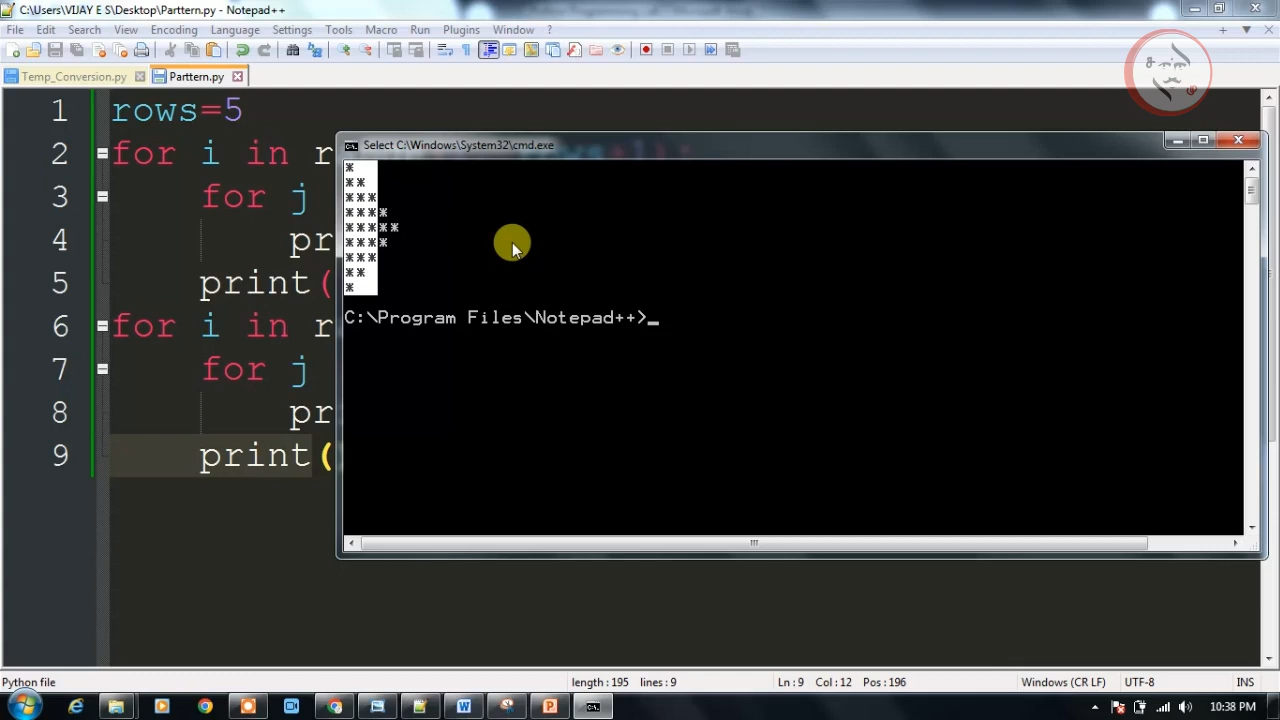 C:\Users\VIJAY E S\Desktop\Parttern.py - Notepad++
File Edit Search View Encoding Language Settings Tools Macro Run Plugins Window ?
Temp_Conversion.py Parttern.py
1 rows=5
2 for i in r
3 for j
4 pr
5 print(
6 for i in r
7 for j
8 pr
9 print(
Select C:\Windows\System32\cmd.exe
*
**
***
****
*****
****
***
**
*
C:\Program Files\Notepad++>_
Python file length : 195 lines : 9 Ln : 9 Col : 12 Pos : 196 Windows (CR LF) UTF-8 INS
10:38 PM